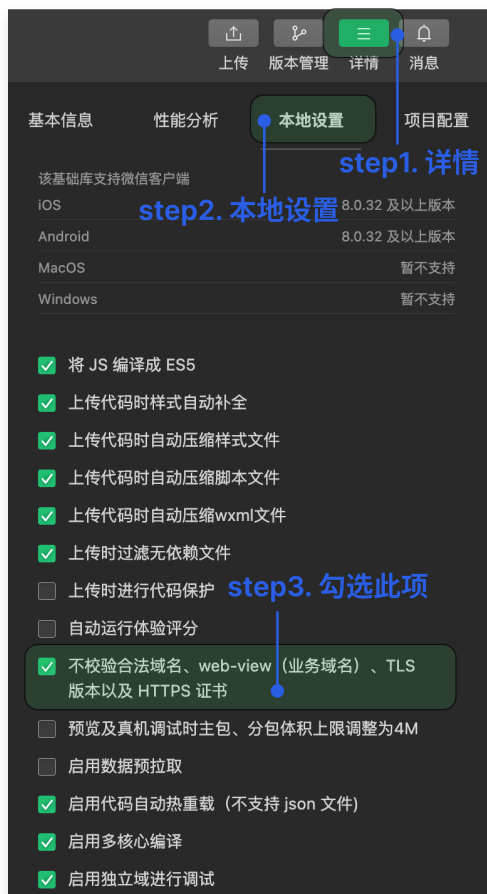 上传 版本管理 详情 消息
基本信息 性能分析 本地设置 项目配置
step1. 详情
该基础库支持微信客户端
step2. 本地设置
iOS 8.0.32 及以上版本
Android 8.0.32 及以上版本
MacOS 暂不支持
Windows 暂不支持
将 JS 编译成 ES5
上传代码时样式自动补全
上传代码时自动压缩样式文件
上传代码时自动压缩脚本文件
上传代码时自动压缩wxml文件
上传时过滤无依赖文件
上传时进行代码保护
step3. 勾选此项
自动运行体验评分
不校验合法域名、web-view（业务域名）、TLS
版本以及 HTTPS 证书
预览及真机调试时主包、分包体积上限调整为4M
启用数据预拉取
启用代码自动热重载（不支持 json 文件)
启用多核心编译
启用独立域进行调试